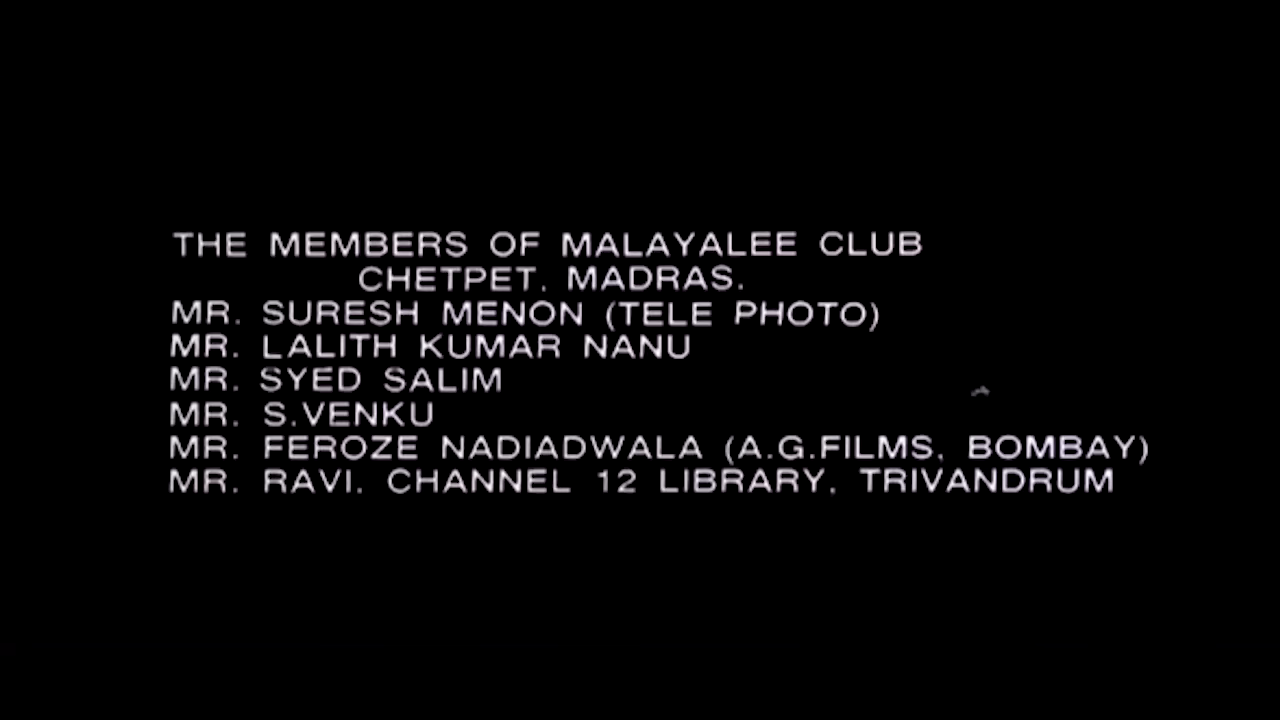 THE MEMBERS OF MALAYALEE CLUB
CHETPET. MADRAS.
MR. SURESH MENON (TELE PHOTO)
MR. LALITH KUMAR NANU
MR. SYED SALIM
MR. S.VENKU
MR. FEROZE NADIADWALA (A.G.FILMS. BOMBAY)
MR. RAVI. CHANNEL 12 LIBRARY. TRIVANDRUM